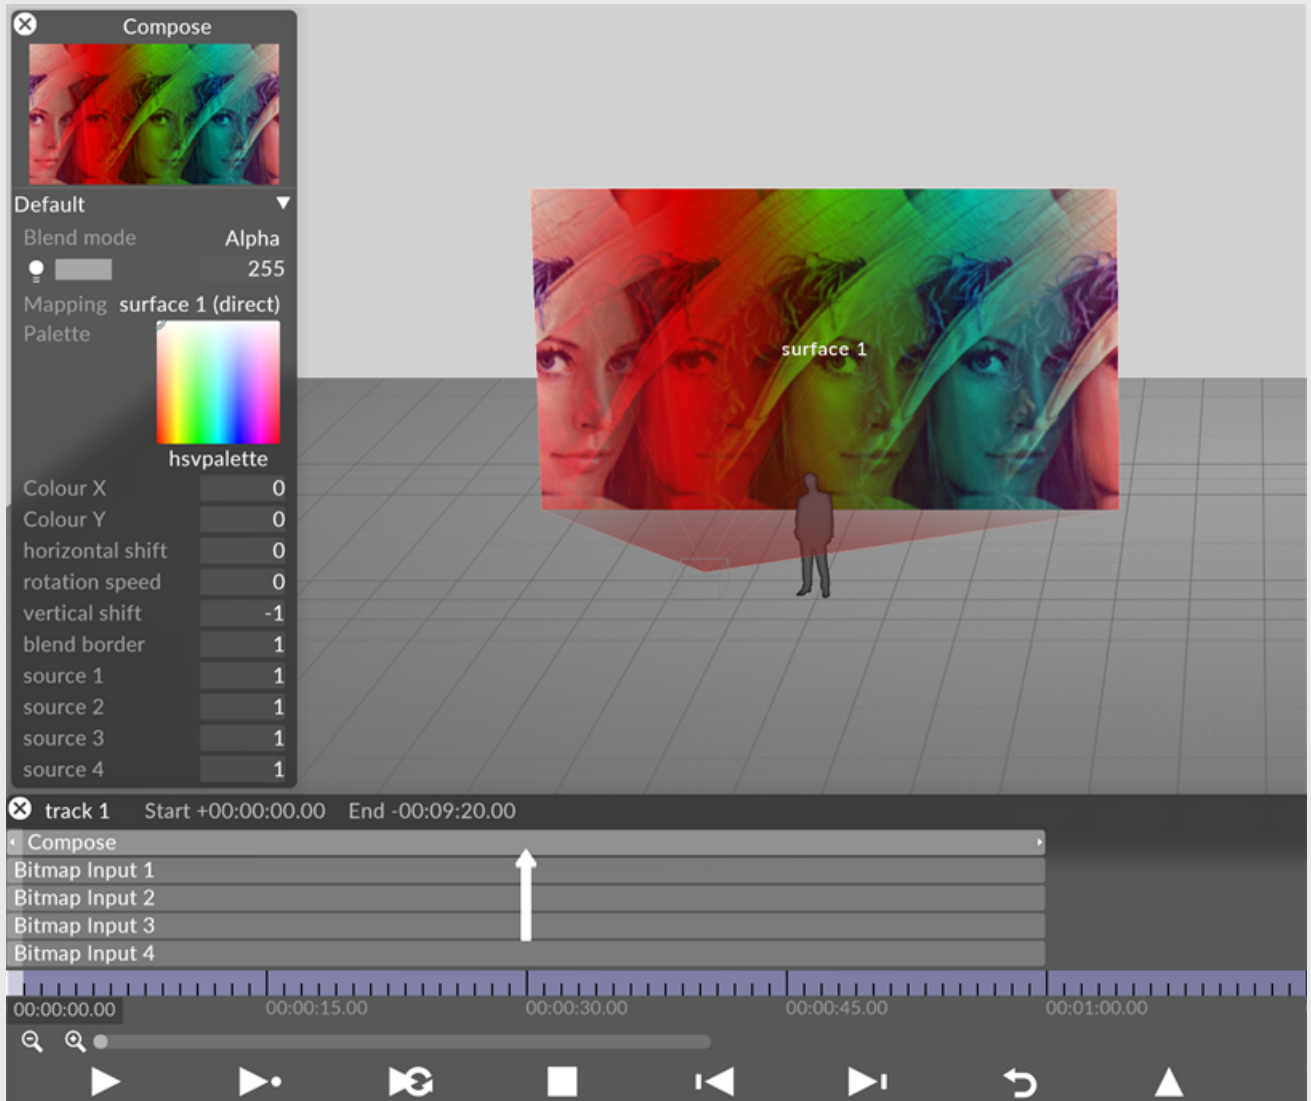 Compose
Default
Blend mode Alpha
255
Mapping surface 1 (direct)
Palette
hsvpalette
Colour X 0
Colour Y 0
horizontal shift 0
rotation speed 0
vertical shift -1
blend border 1
source 1 1
source 2 1
source 3 1
source 4 1
surface 1
track 1 Start +00:00:00.00 End -00:09:20.00
Compose
Bitmap Input 1
Bitmap Input 2
Bitmap Input 3
Bitmap Input 4
00:00:00.00 00:00:15.00 00:00:30.00 00:00:45.00 00:01:00.00